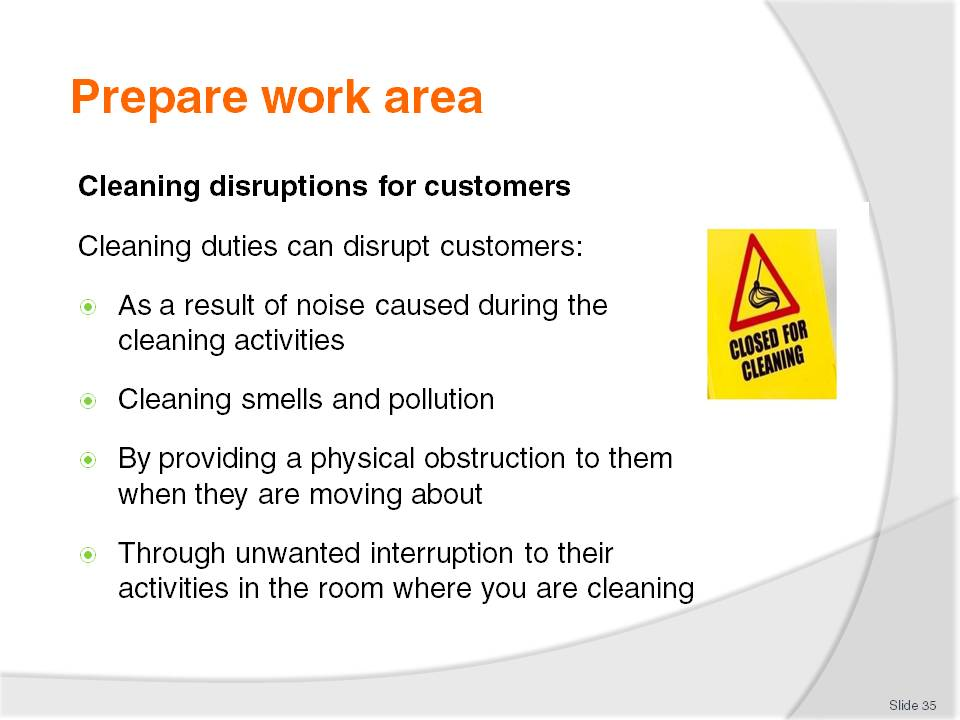 Prepare work area
Cleaning disruptions for customers
Cleaning duties can disrupt customers:
As a result of noise caused during the
cleaning activities
Cleaning smells and pollution
By providing a physical obstruction to them
when they are moving about
Through unwanted interruption to their
activities in the room where you are cleaning
CLOSED FOR
CLEANING
Slide 35